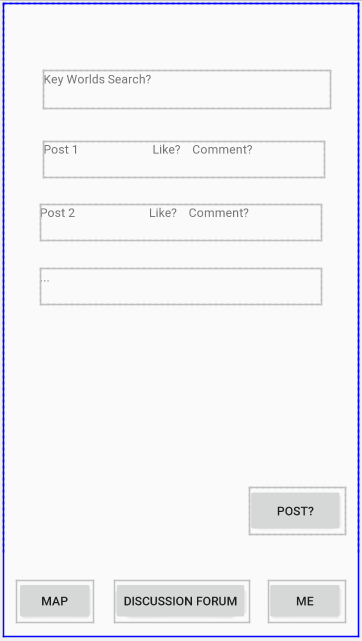 Key Worlds Search?
Post 1 Like? Comment?
Post 2 Like? Comment?
...
POST?
MAP DISCUSSION FORUM ME